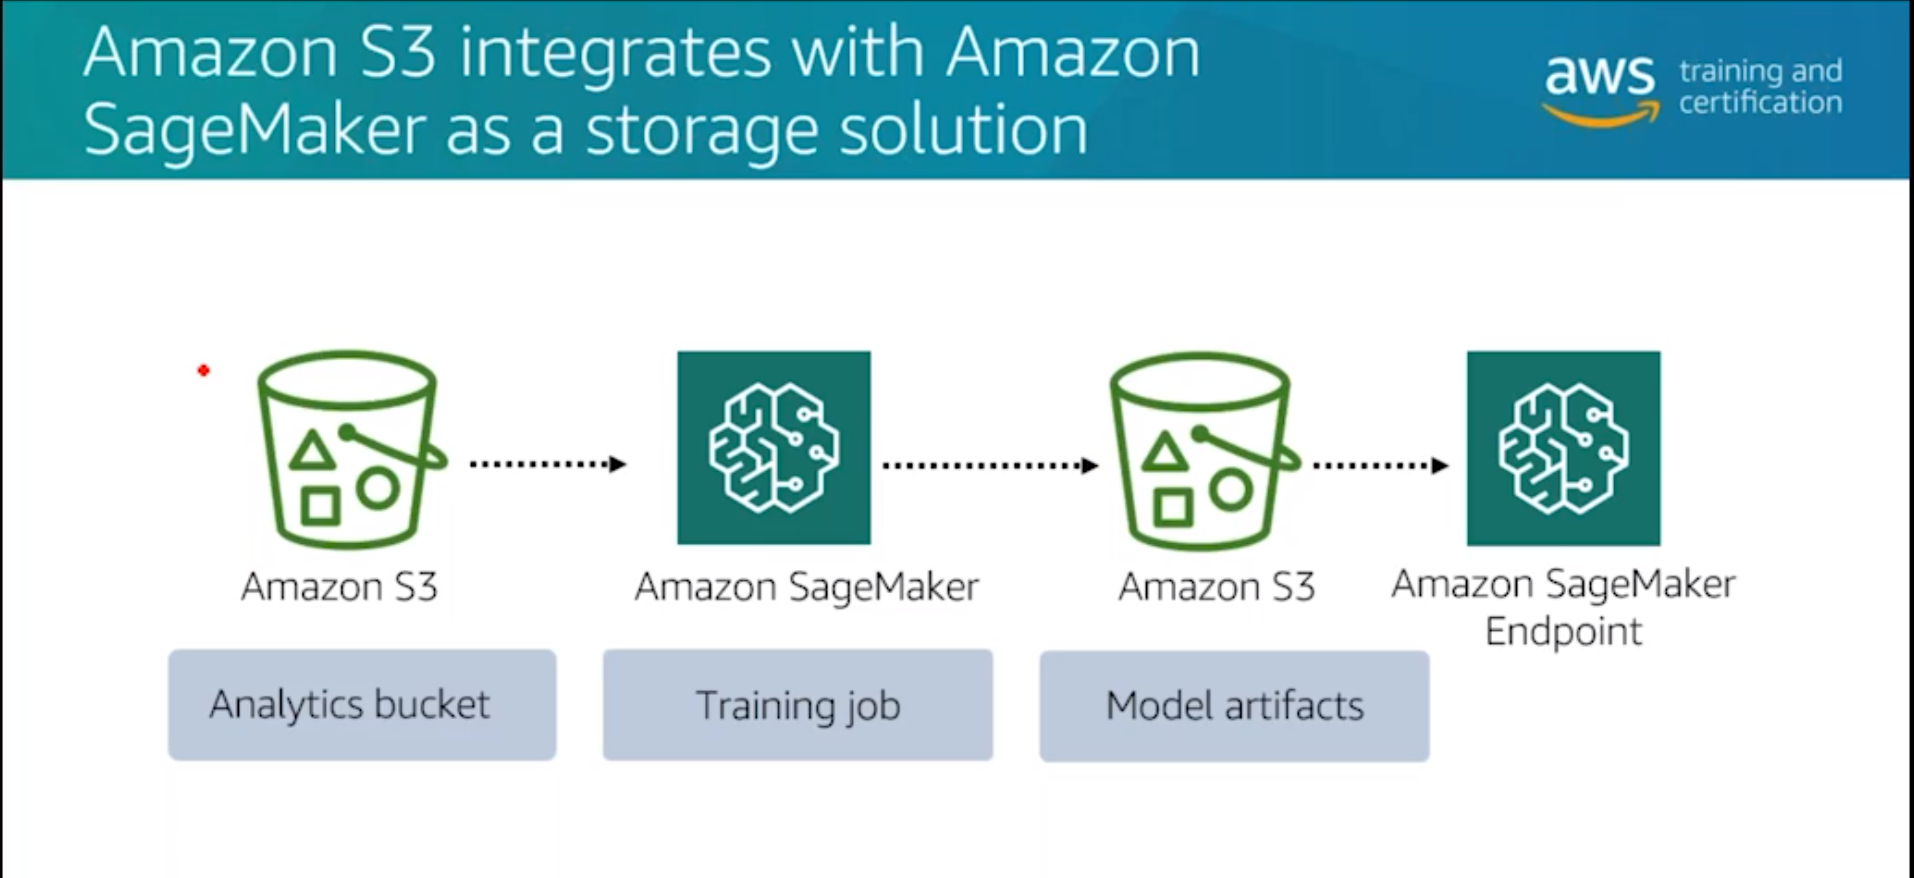 Amazon S3 integrates with Amazon
SageMaker as a storage solution
aws training and
certification
Amazon S3
Amazon SageMaker
Amazon S3
Amazon SageMaker
Endpoint
Analytics bucket
Training job
Model artifacts